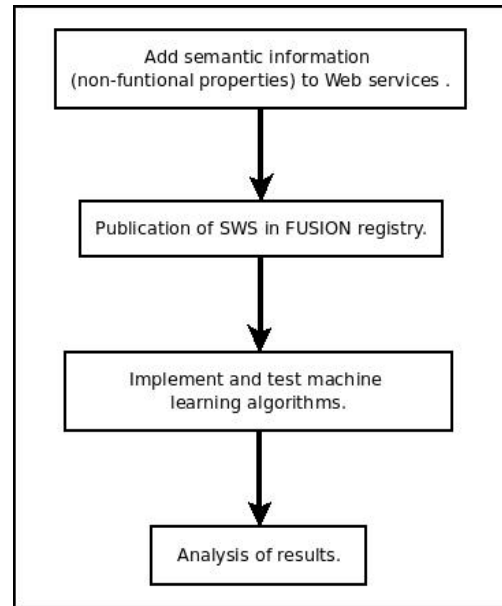 Add semantic information
(non-funtional properties) to Web services .
Publication of SWS in FUSION registry.
Implement and test machine
learning algorithms.
Analysis of results.